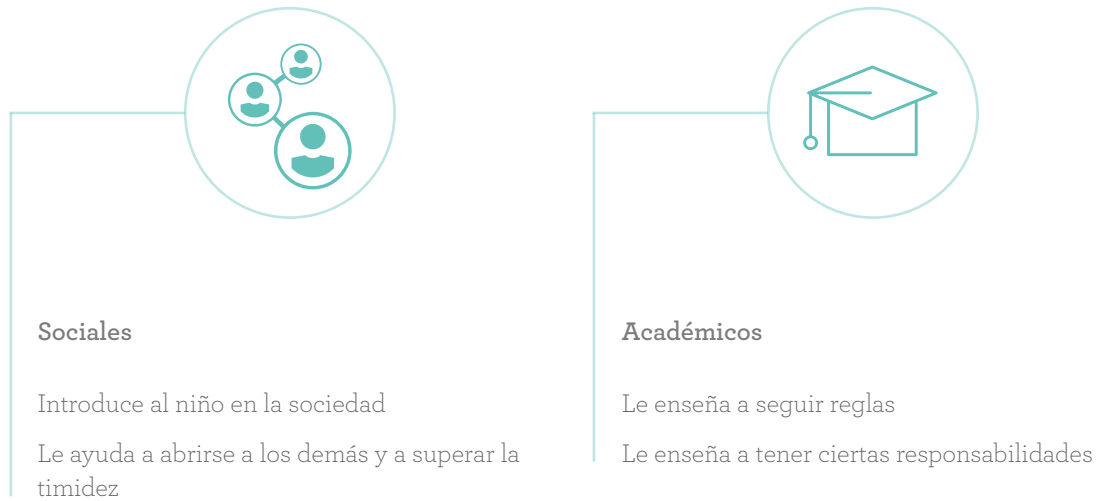 Sociales
Introduce al niño en la sociedad
Le ayuda a abrirse a los demás y a superar la
timidez
Académicos
Le enseña a seguir reglas
Le enseña a tener ciertas responsabilidades